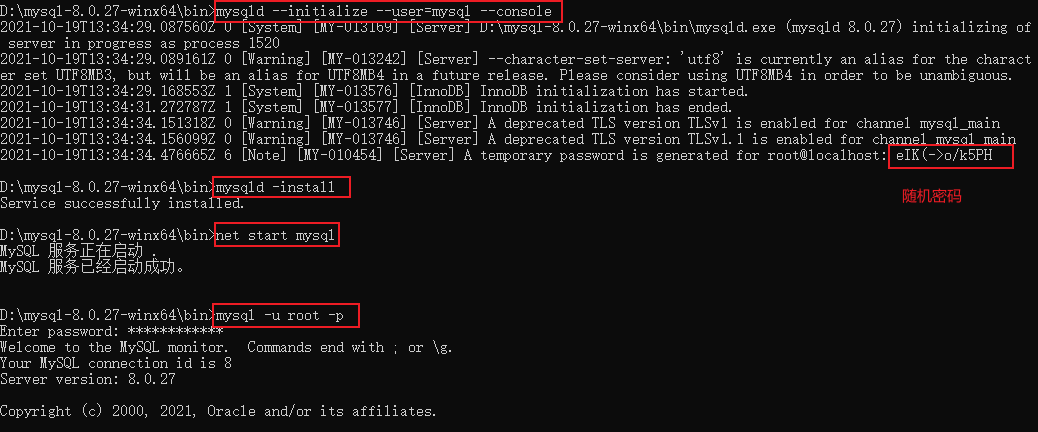 D:\mysql-8.0.27-winx64\bin>mysqld --initialize --user=mysql --console
2021-10-19T13:34:29.087560Z 0 [System] [MY-013169] [Server] D:\mysql-8.0.27-winx64\bin\mysqld.exe (mysqld 8.0.27) initializing of
server in progress as process 1520
2021-10-19T13:34:29.089161Z 0 [Warning] [MY-013242] [Server] --character-set-server: 'utf8' is currently an alias for the charact
er set UTF8MB3, but will be an alias for UTF8MB4 in a future release. Please consider using UTF8MB4 in order to be unambiguous.
2021-10-19T13:34:29.168553Z 1 [System] [MY-013576] [InnoDB] InnoDB initialization has started.
2021-10-19T13:34:31.272787Z 1 [System] [MY-013577] [InnoDB] InnoDB initialization has ended.
2021-10-19T13:34:34.151318Z 0 [Warning] [MY-013746] [Server] A deprecated TLS version TLSv1 is enabled for channel mysql_main
2021-10-19T13:34:34.156099Z 0 [Warning] [MY-013746] [Server] A deprecated TLS version TLSv1.1 is enabled for channel mysql_main
2021-10-19T13:34:34.476665Z 6 [Note] [MY-010454] [Server] A temporary password is generated for root@localhost: eIK(->o/k5PH
D:\mysql-8.0.27-winx64\bin>mysqld -install
随机密码
Service successfully installed.
D:\mysql-8.0.27-winx64\bin>net start mysql
MySQL 服务正在启动 .
MySQL 服务已经启动成功。
D:\mysql-8.0.27-winx64\bin>mysql -u root -p
Enter password: ************
Welcome to the MySQL monitor.  Commands end with ; or \g.
Your MySQL connection id is 8
Server version: 8.0.27
Copyright (c) 2000, 2021, Oracle and/or its affiliates.